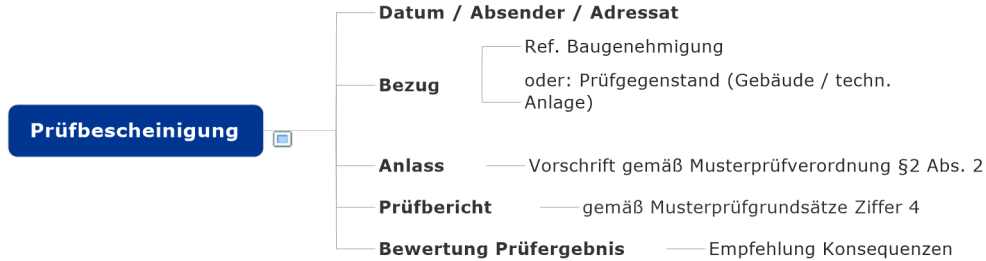 Prüfbescheinigung
Datum / Absender / Adressat
Bezug
Ref. Baugenehmigung
oder: Prüfgegenstand (Gebäude / techn.
Anlage)
Anlass
Vorschrift gemäß Musterprüfverordnung §2 Abs. 2
Prüfbericht
gemäß Musterprüfgrundsätze Ziffer 4
Bewertung Prüfergebnis
Empfehlung Konsequenzen